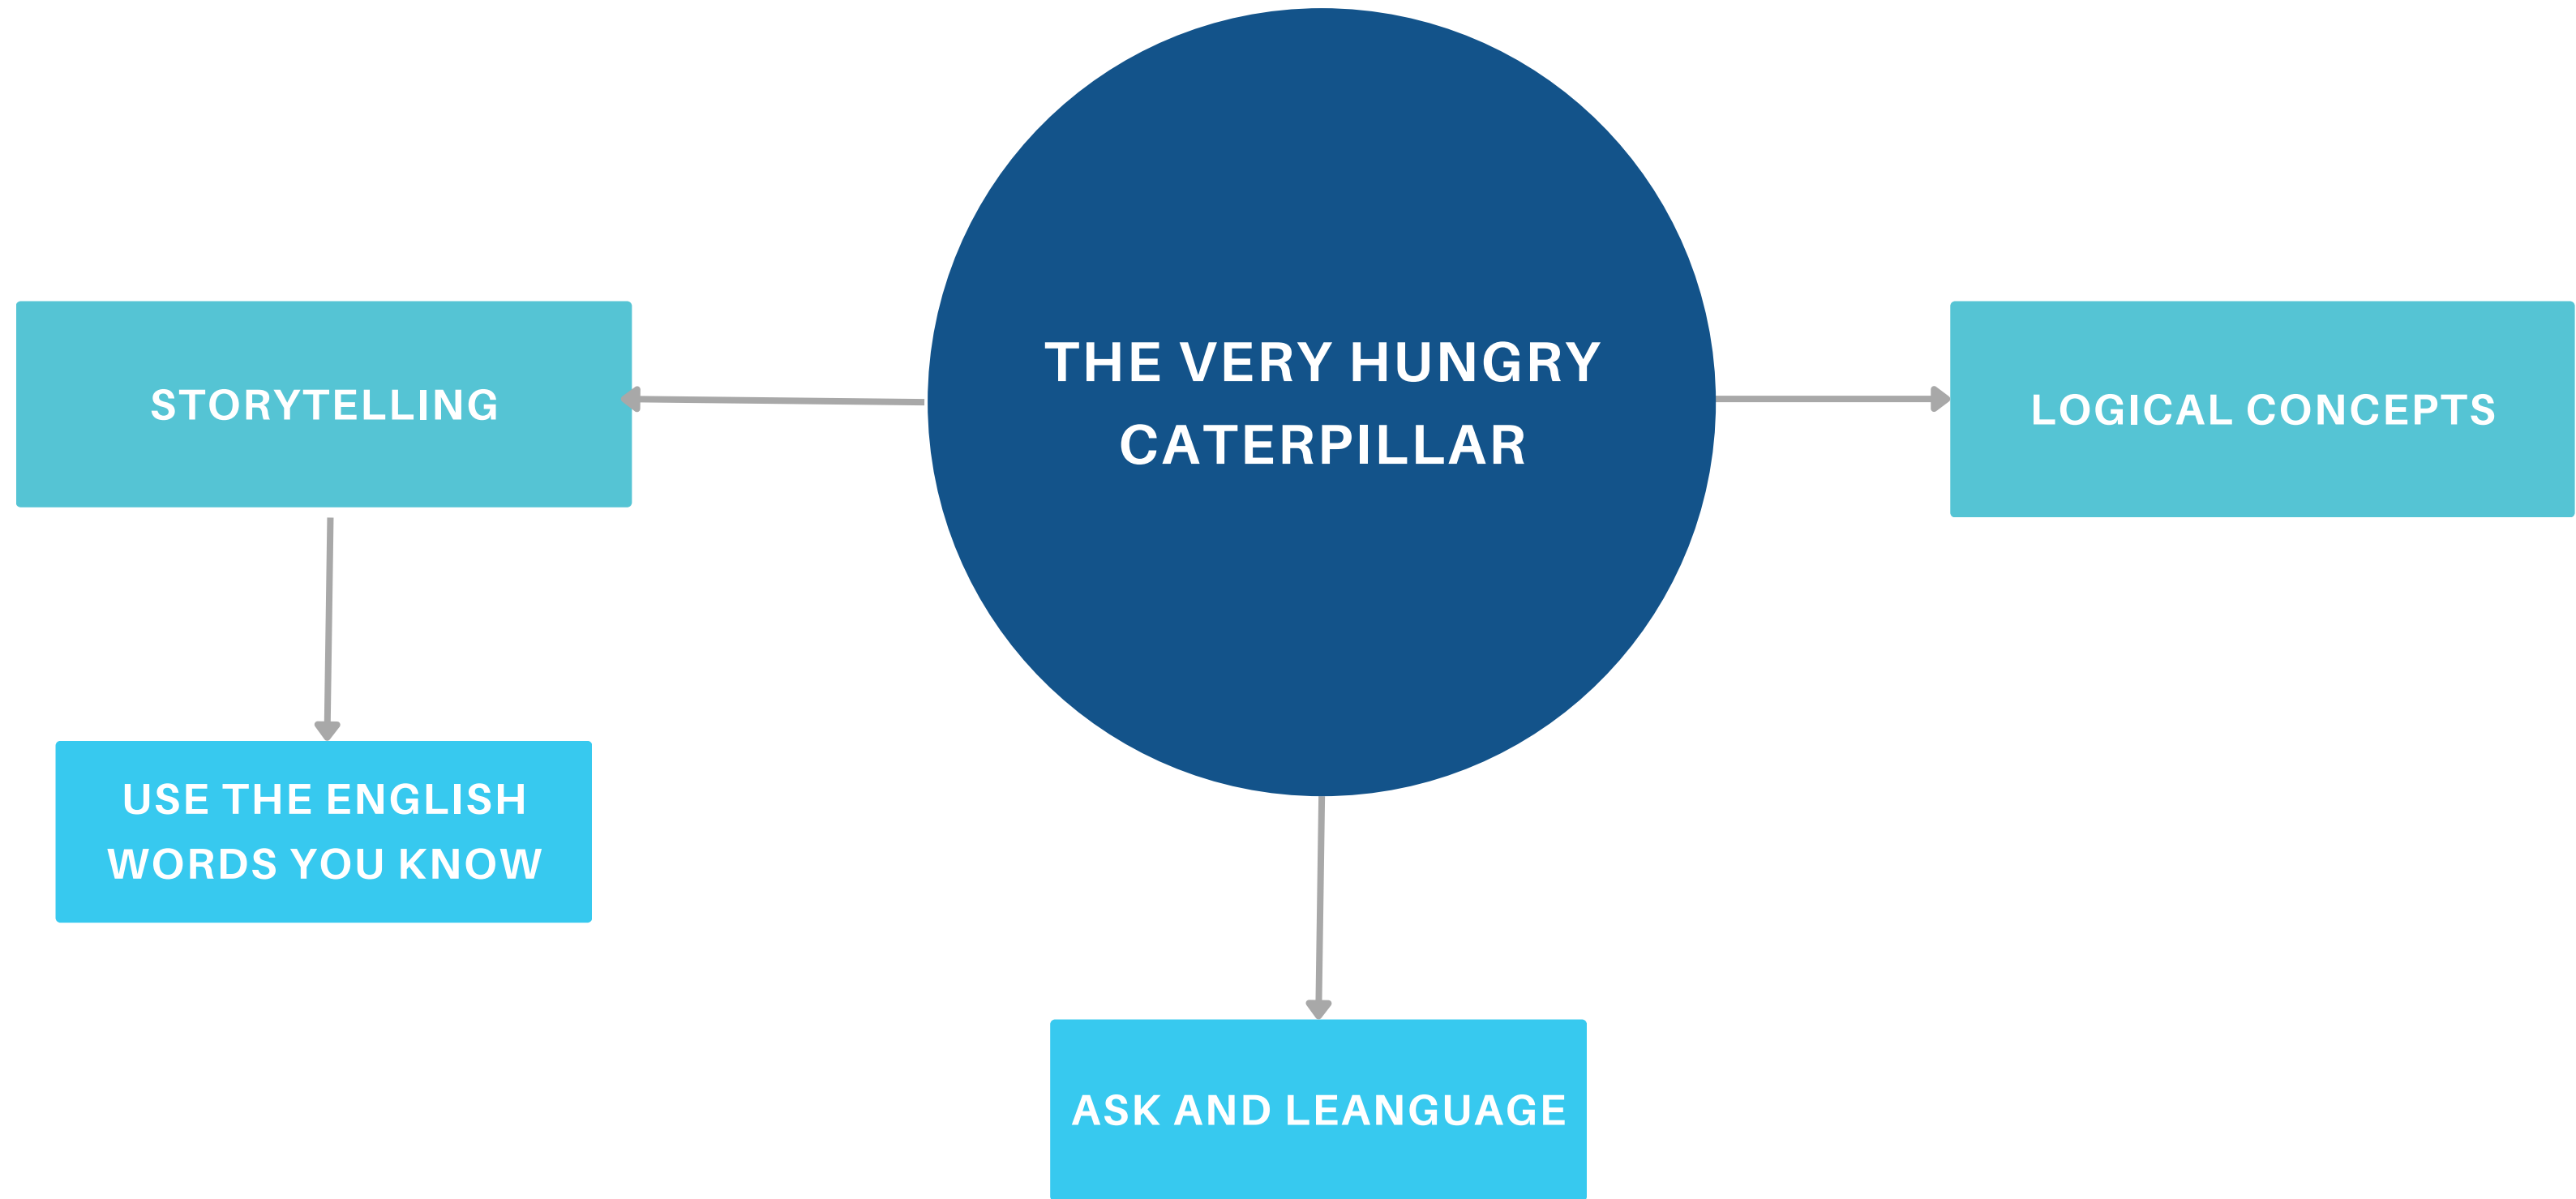 THE VERY HUNGRY
CATERPILLAR
STORYTELLING
LOGICAL CONCEPTS
USE THE ENGLISH
WORDS YOU KNOW
ASK AND LEANGUAGE